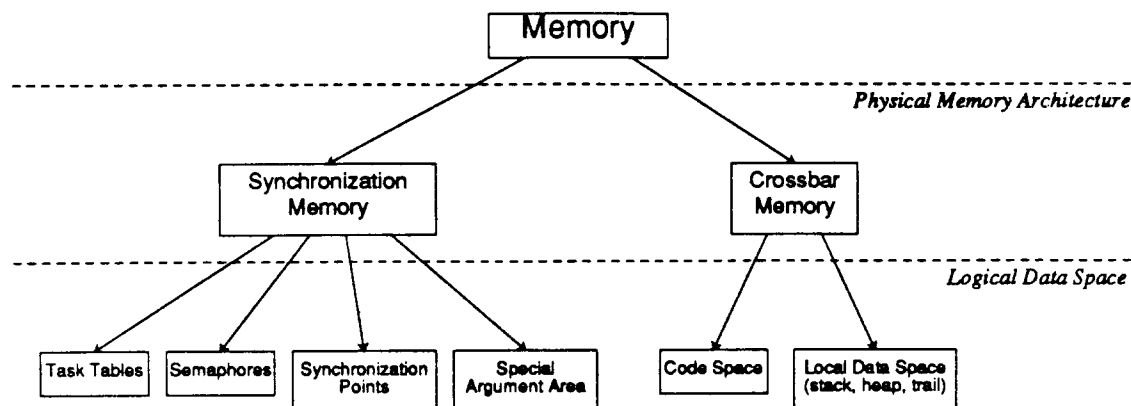 Memory
Physical Memory Architecture
Synchronization
Memory
Crossbar
Memory
Logical Data Space
Task Tables
Semaphores
Synchronization
Points
Special
Argument Area
Code Space
Local Data Space
(stack, heap, trail)